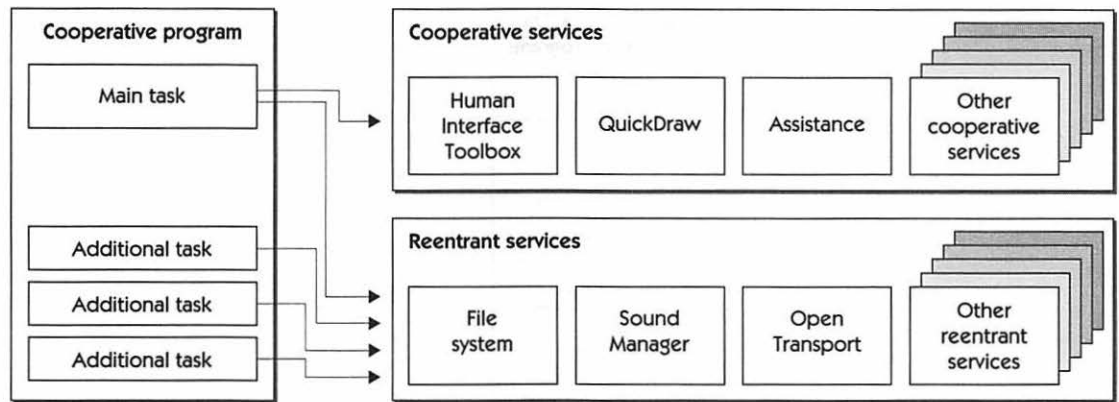 Cooperative program
Main task
Additional task
Additional task
Additional task
Cooperative services
Human
Interface
Toolbox
QuickDraw
Assistance
Other
cooperative
services
Reentrant services
File
system
Sound
Manager
Open
Transport
Other
reentrant
services